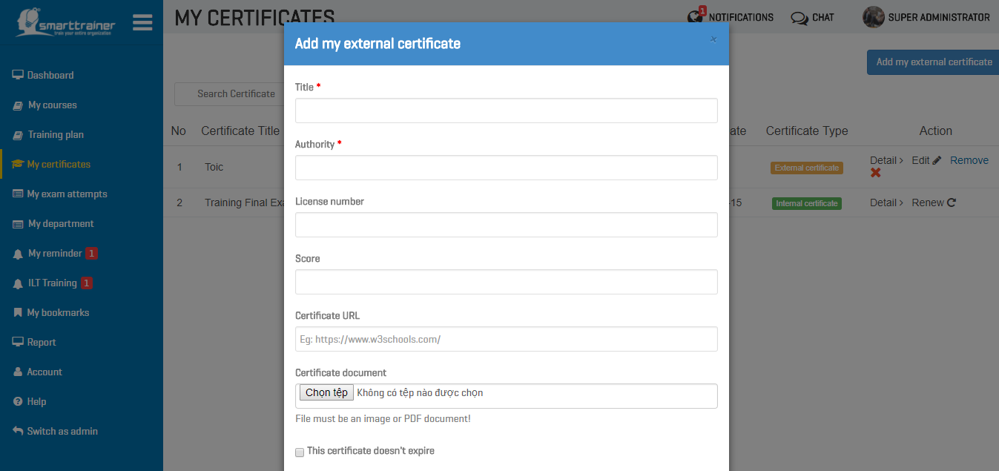 smarttrainer
train your entire organization
MY CERTIFICATES
1
NOTIFICATIONS
CHAT
SUPER ADMINISTRATOR
Dashboard
My courses
Training plan
My certificates
My exam attempts
My department
My reminder 1
ILT Training 1
My bookmarks
Report
Account
Help
Switch as admin
Add my external certificate
Search Certificate
No Certificate Title ate Certificate Type Action
1 Toic External certificate Detail Edit Remove
2 Training Final Exa -15 Internal certificate Detail Renew
Add my external certificate
×
Title *
Authority *
License number
Score
Certificate URL
Eg: https://www.w3schools.com/
Certificate document
Chọn tệp Không có tệp nào được chọn
File must be an image or PDF document!
This certificate doesn't expire